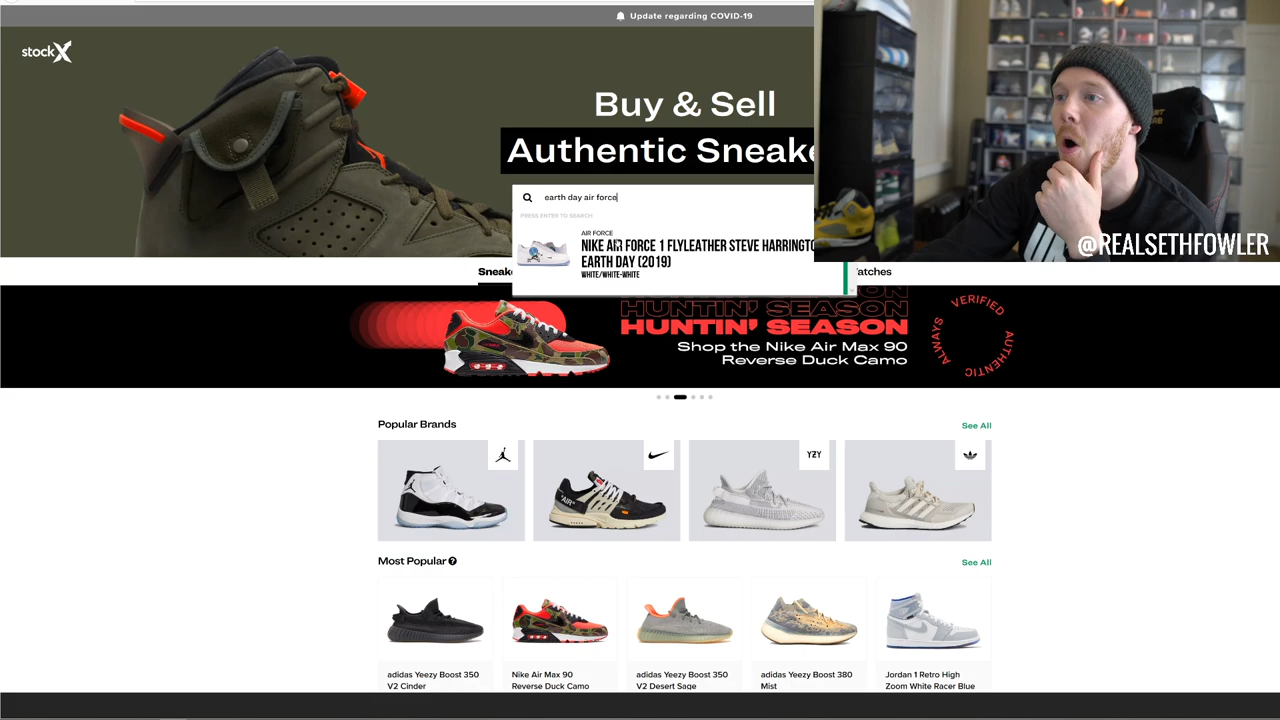 Update regarding COVID-19
stockX
Buy & Sell
Authentic Sneake
earth day air force
PRESS ENTER TO SEARCH
AIR FORCE
NIKE AIR FORCE 1 FLYLEATHER STEVE HARRINGTO
EARTH DAY (2019)
WHITE/WHITE-WHITE
@REALSETHFOWLER
Sneake
atches
HUNTIN' SEASON
HUNTIN' SEASON
Shop the Nike Air Max 90
Reverse Duck Camo
VERIFIED
AUTHENTIC
ALWAYS
Popular Brands
See All
"AIR"
YZY
Most Popular
See All
adidas Yeezy Boost 350
V2 Cinder
Nike Air Max 90
Reverse Duck Camo
adidas Yeezy Boost 350
V2 Desert Sage
adidas Yeezy Boost 380
Mist
Jordan 1 Retro High
Zoom White Racer Blue